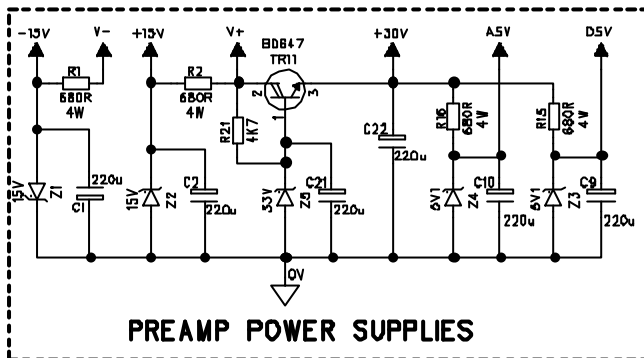 -15V V- +15V V+ BD847 +30V A5V D5V
TR11
R1 R2 2 3
680R 680R
4W 4W
1
R21 4K7 C22 R16 680R 4W R15 680R 4W
220u
15V Z1 220u C1 15V Z2 C2 220u 33V Z5 C21 220u 6V1 Z4 C10 220u 6V1 Z3 C9 220u
0V
PREAMP POWER SUPPLIES